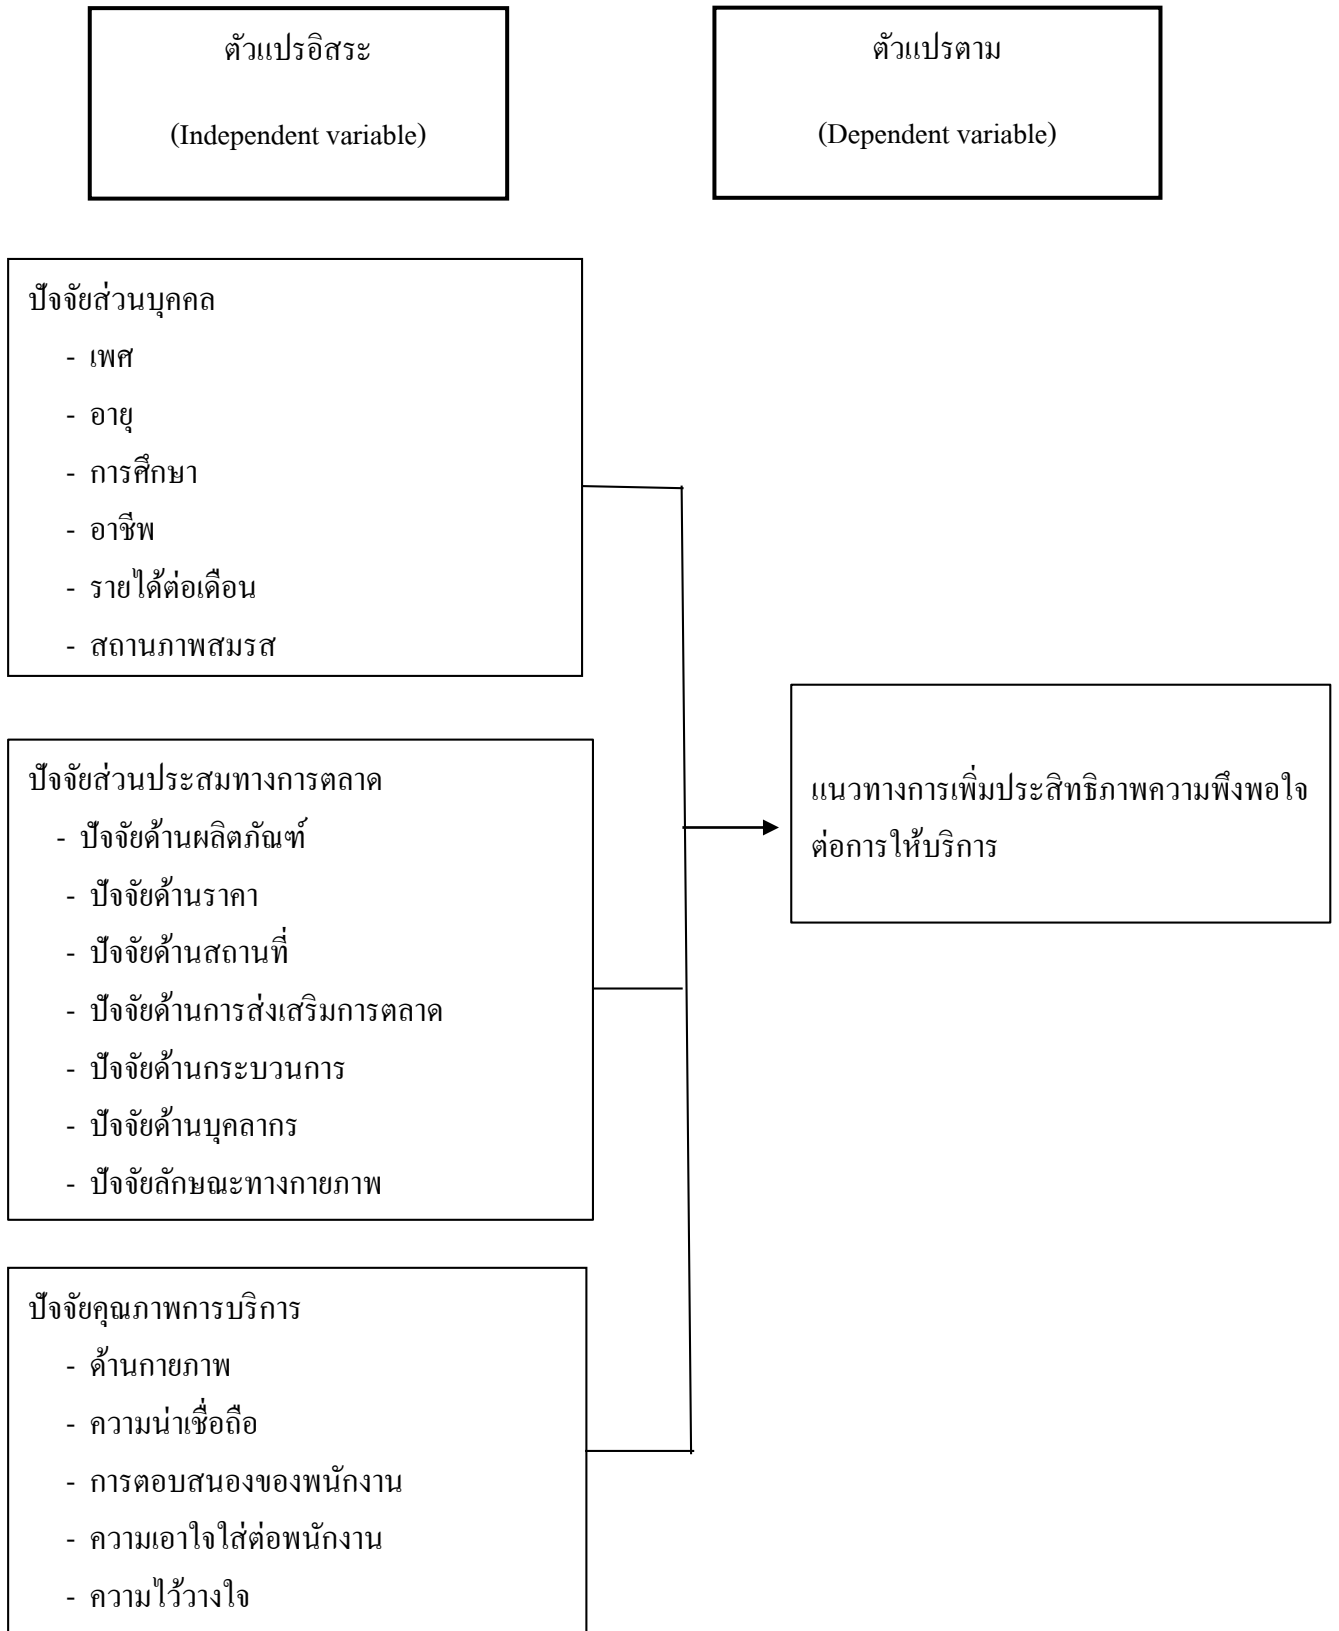 ตัวแปรอิสระ
(Independent variable)
ตัวแปรตาม
(Dependent variable)
ปัจจัยส่วนบุคคล
- เพศ
- อายุ
- การศึกษา
- อาชีพ
- รายได้ต่อเดือน
- สถานภาพสมรส
ปัจจัยส่วนประสมทางการตลาด
- ปัจจัยด้านผลิตภัณฑ์
- ปัจจัยด้านราคา
- ปัจจัยด้านสถานที่
- ปัจจัยด้านการส่งเสริมการตลาด
- ปัจจัยด้านกระบวนการ
- ปัจจัยด้านบุคลากร
- ปัจจัยลักษณะทางกายภาพ
แนวทางการเพิ่มประสิทธิภาพความพึงพอใจ
ต่อการให้บริการ
ปัจจัยคุณภาพการบริการ
- ด้านกายภาพ
- ความน่าเชื่อถือ
- การตอบสนองของพนักงาน
- ความเอาใจใส่ต่อพนักงาน
- ความไว้วางใจ